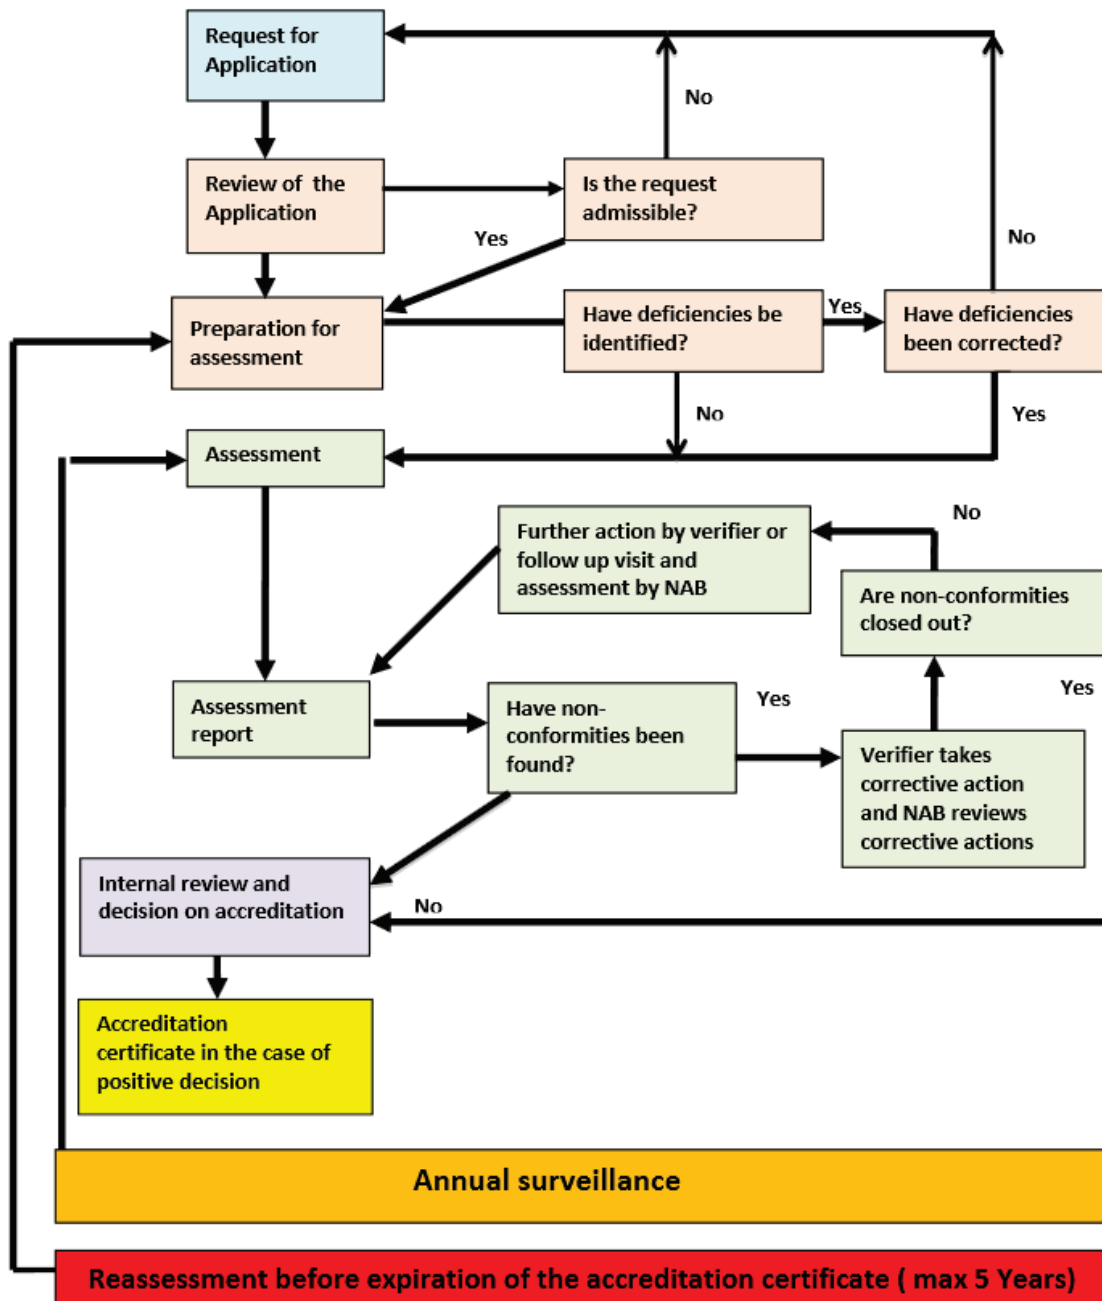 Request for
Application
No
Review of the
Application
Is the request
admissible?
Yes
No
Preparation for
assessment
Have deficiencies be
identified?
Yes
Have deficiencies
been corrected?
No
Yes
Assessment
Further action by verifier or
follow up visit and
assessment by NAB
No
Are non-conformities
closed out?
Assessment
report
Have non-
conformities been
found?
Yes
Yes
Verifier takes
corrective action
and NAB reviews
corrective actions
Internal review and
decision on accreditation
No
Accreditation
certificate in the case of
positive decision
Annual surveillance
Reassessment before expiration of the accreditation certificate ( max 5 Years)